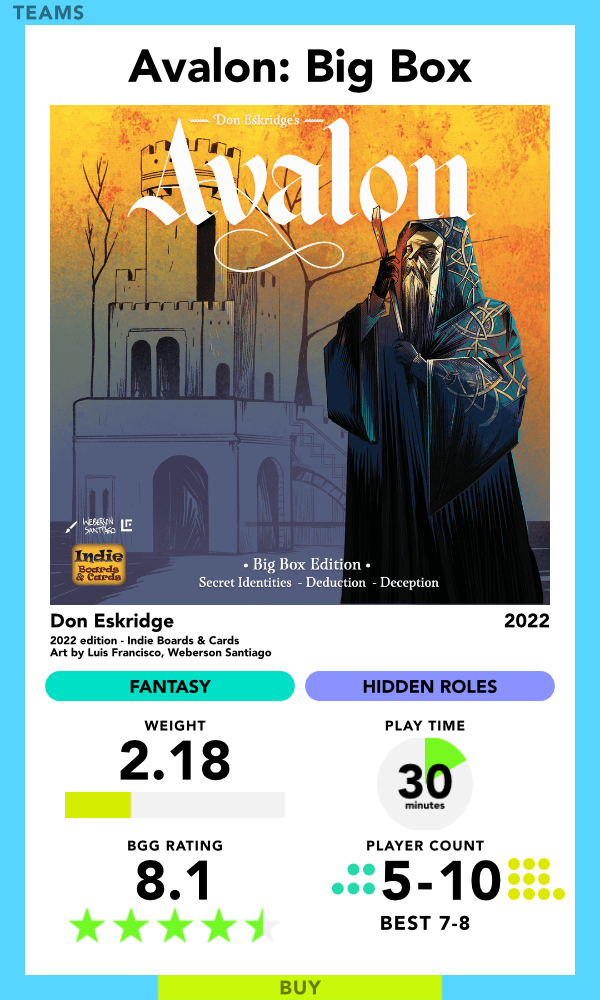 TEAMS
Avalon: Big Box
Don Eskridge's
Avalon
WEBERSON
SANTIAGO
LF
Indie
Boards
& Cards
• Big Box Edition •
Secret Identities - Deduction - Deception
Don Eskridge
2022
2022 edition - Indie Boards & Cards
Art by Luis Francisco, Weberson Santiago
FANTASY
HIDDEN ROLES
WEIGHT
2.18
PLAY TIME
30
minutes
BGG RATING
8.1
PLAYER COUNT
5-10
BEST 7-8
BUY